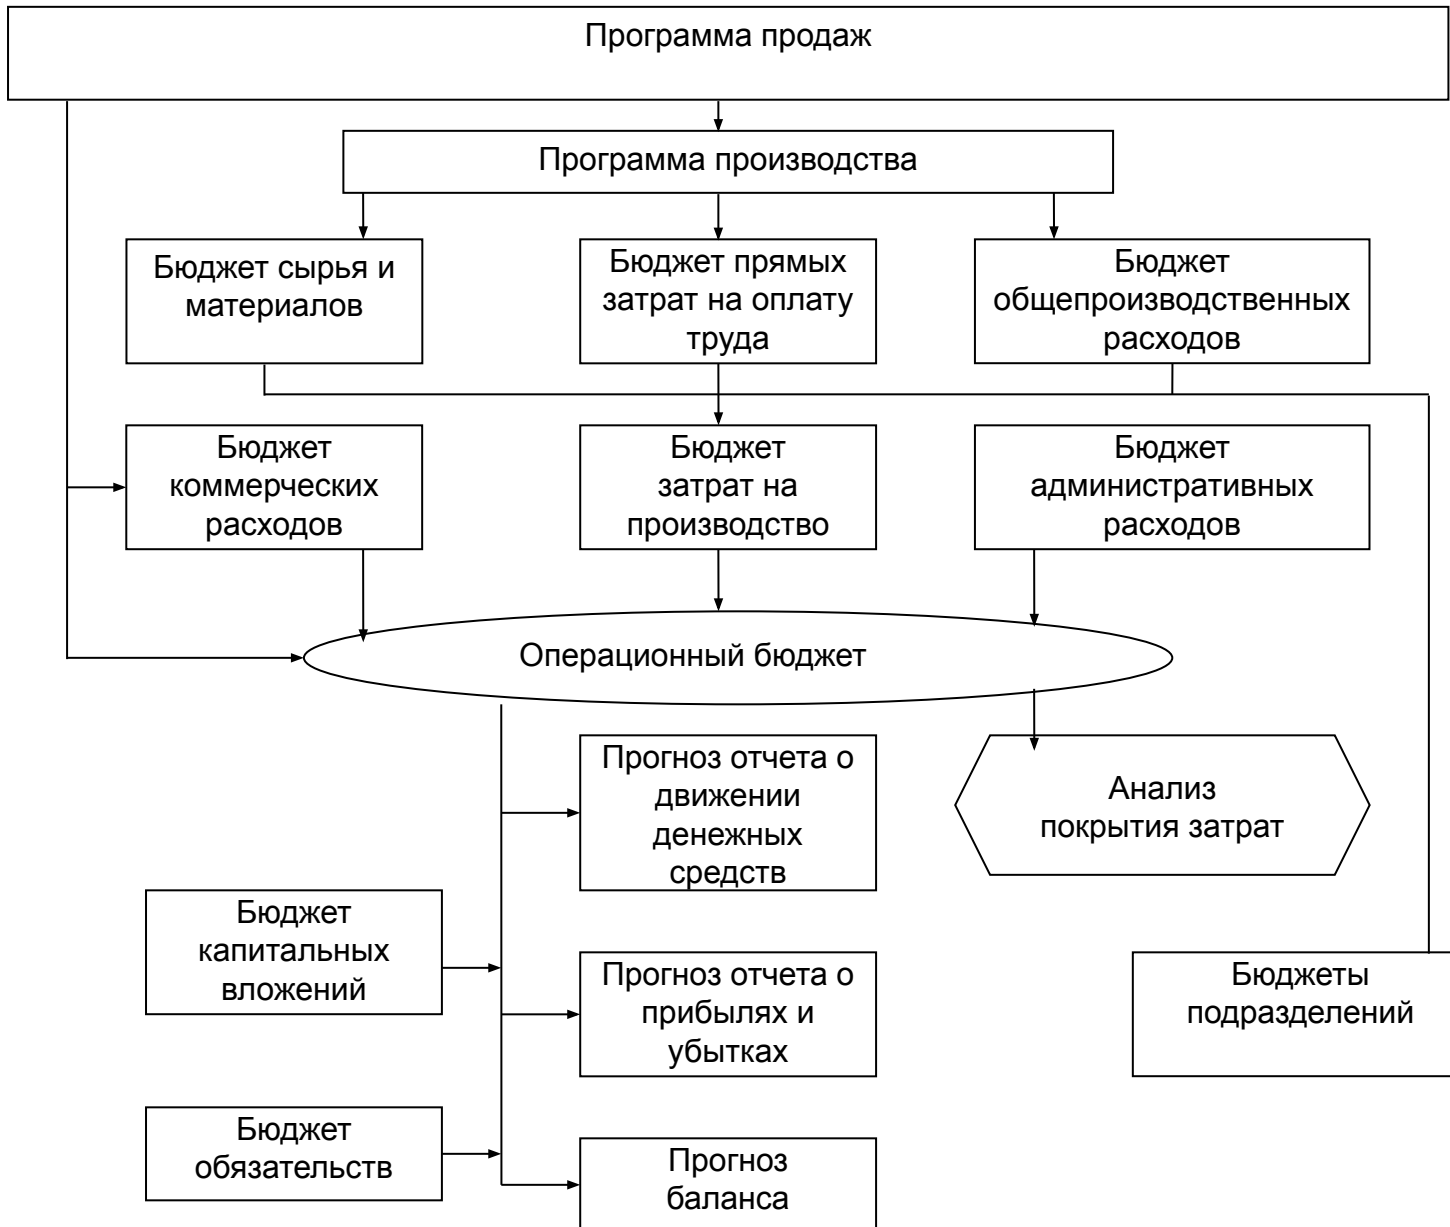 Программа продаж
Программа производства
Бюджет сырья и
материалов
Бюджет прямых
затрат на оплату
труда
Бюджет
общепроизводственных
расходов
Бюджет
коммерческих
расходов
Бюджет
затрат на
производство
Бюджет
административных
расходов
Операционный бюджет
Прогноз отчета о
движении
денежных
средств
Анализ
покрытия затрат
Бюджет
капитальных
вложений
Прогноз отчета о
прибылях и
убытках
Бюджеты
подразделений
Бюджет
обязательств
Прогноз
баланса